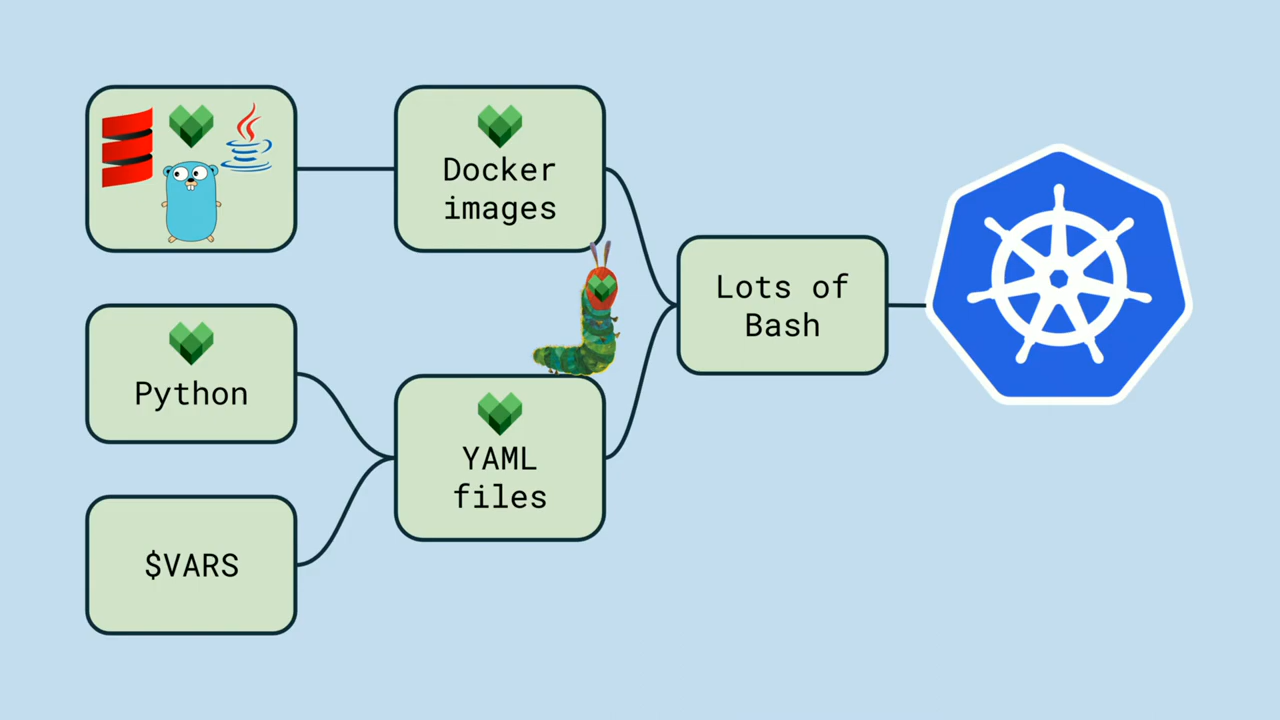 Docker
images
Lots of
Bash
Python
YAML
files
$VARS